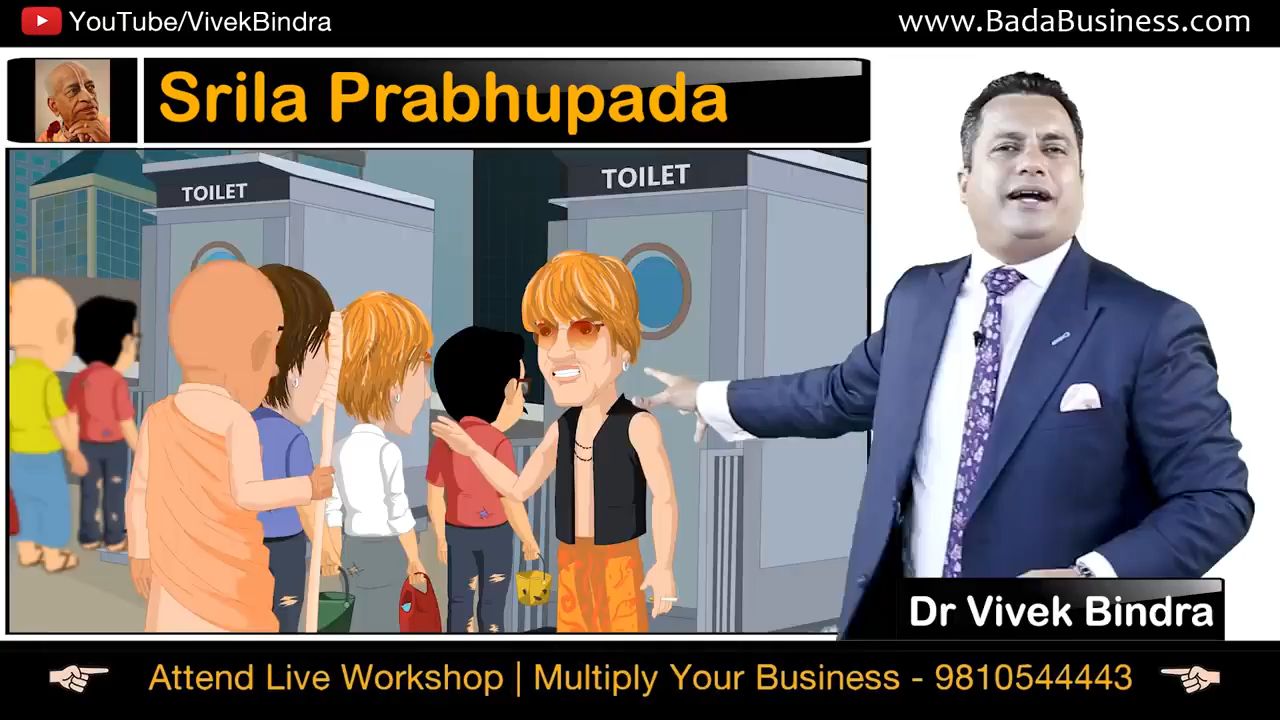 YouTube/VivekBindra
www.BadaBusiness.com
Srila Prabhupada
TOILET
TOILET
Dr Vivek Bindra
Attend Live Workshop | Multiply Your Business - 9810544443